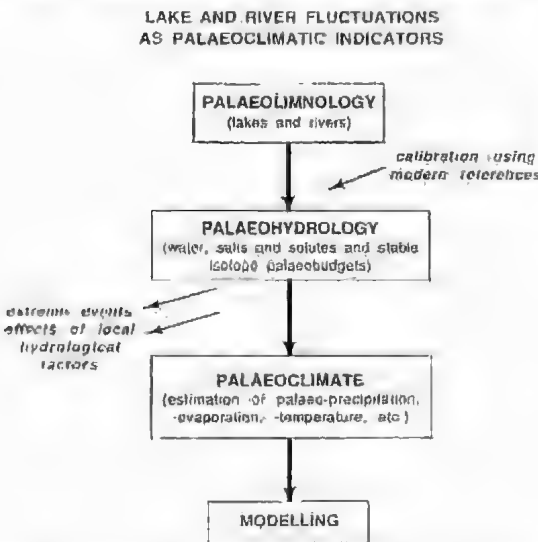 LAKE AND RIVER FLUCTUATIONS
AS PALAEOCLIMATIC INDICATORS
PALAEOLIMNOLOGY
(lakes and rivers)
calibration using
modern references
PALAEOHYDROLOGY
(water, salts and solutes and stable
isotope palaeobudgets)
extreme events
effects of local
hydrological
factors
PALAEOCLIMATE
(estimation of palaeo-precipitation,
-evaporation, -temperature, etc)
MODELLING